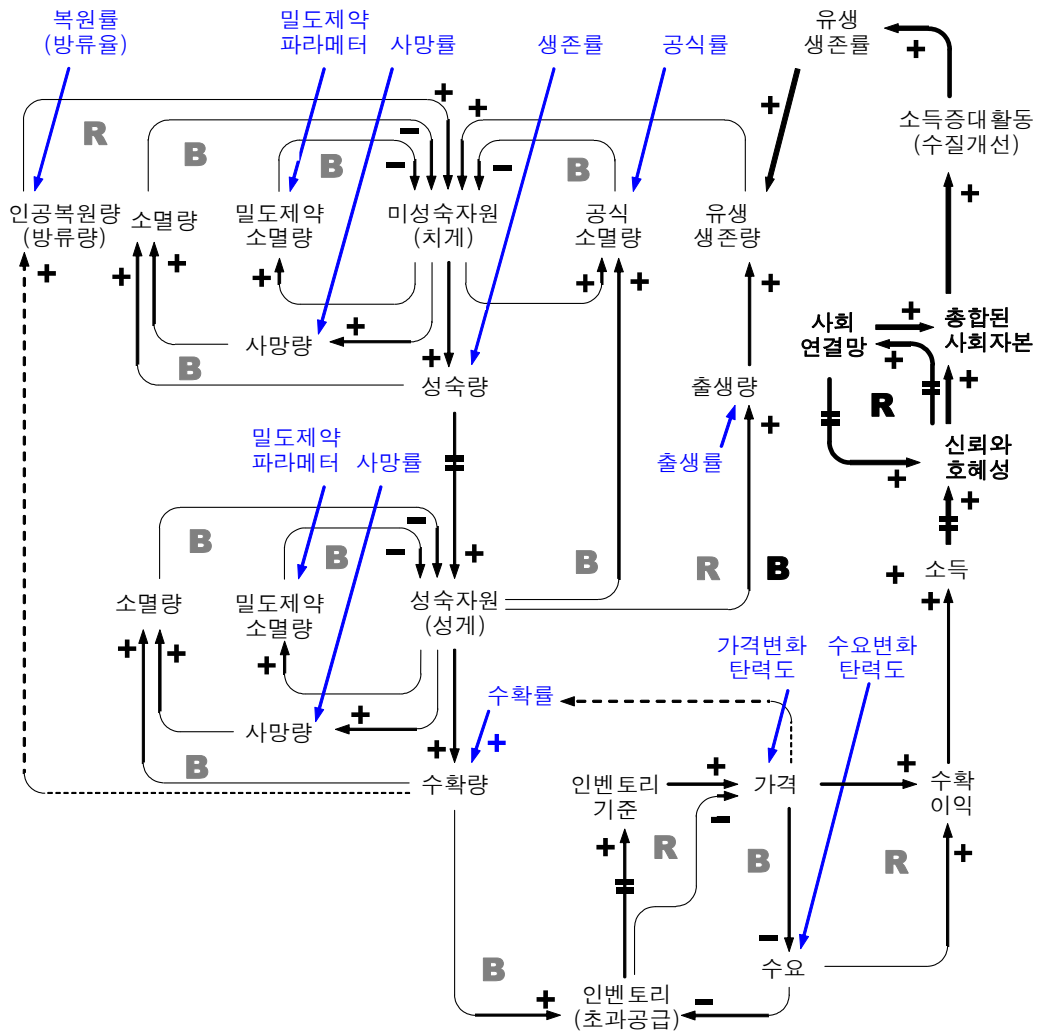 복원률
(방류율)
밀도제약
파라메터
사망률
생존률
공식률
유생
생존률
+
+
+
R
−
+
소득증대활동
(수질개선)
B
B
−
−
B
+
인공복원량
(방류량)
소멸량
밀도제약
소멸량
미성숙자원
(치게)
공식
소멸량
유생
생존량
+
+
+
+
+
+
+
사망량
+
+
B
성숙량
출생량
+
사회
연결망
+
총합된
사회자본
+
+
R
밀도제약
파라메터
사망률
출생률
신뢰와
호혜성
+
+
−
B
B
−
+
B
R
B
소멸량
밀도제약
소멸량
성숙자원
(성게)
+
소득
+
+
+
+
가격변화
탄력도
수요변화
탄력도
사망량
+
수확률
+
+
B
수확량
인벤토리
기준
+
가격
+
수확
이익
−
+
R
B
R
+
−
수요
B
+
인벤토리
(초과공급)
−